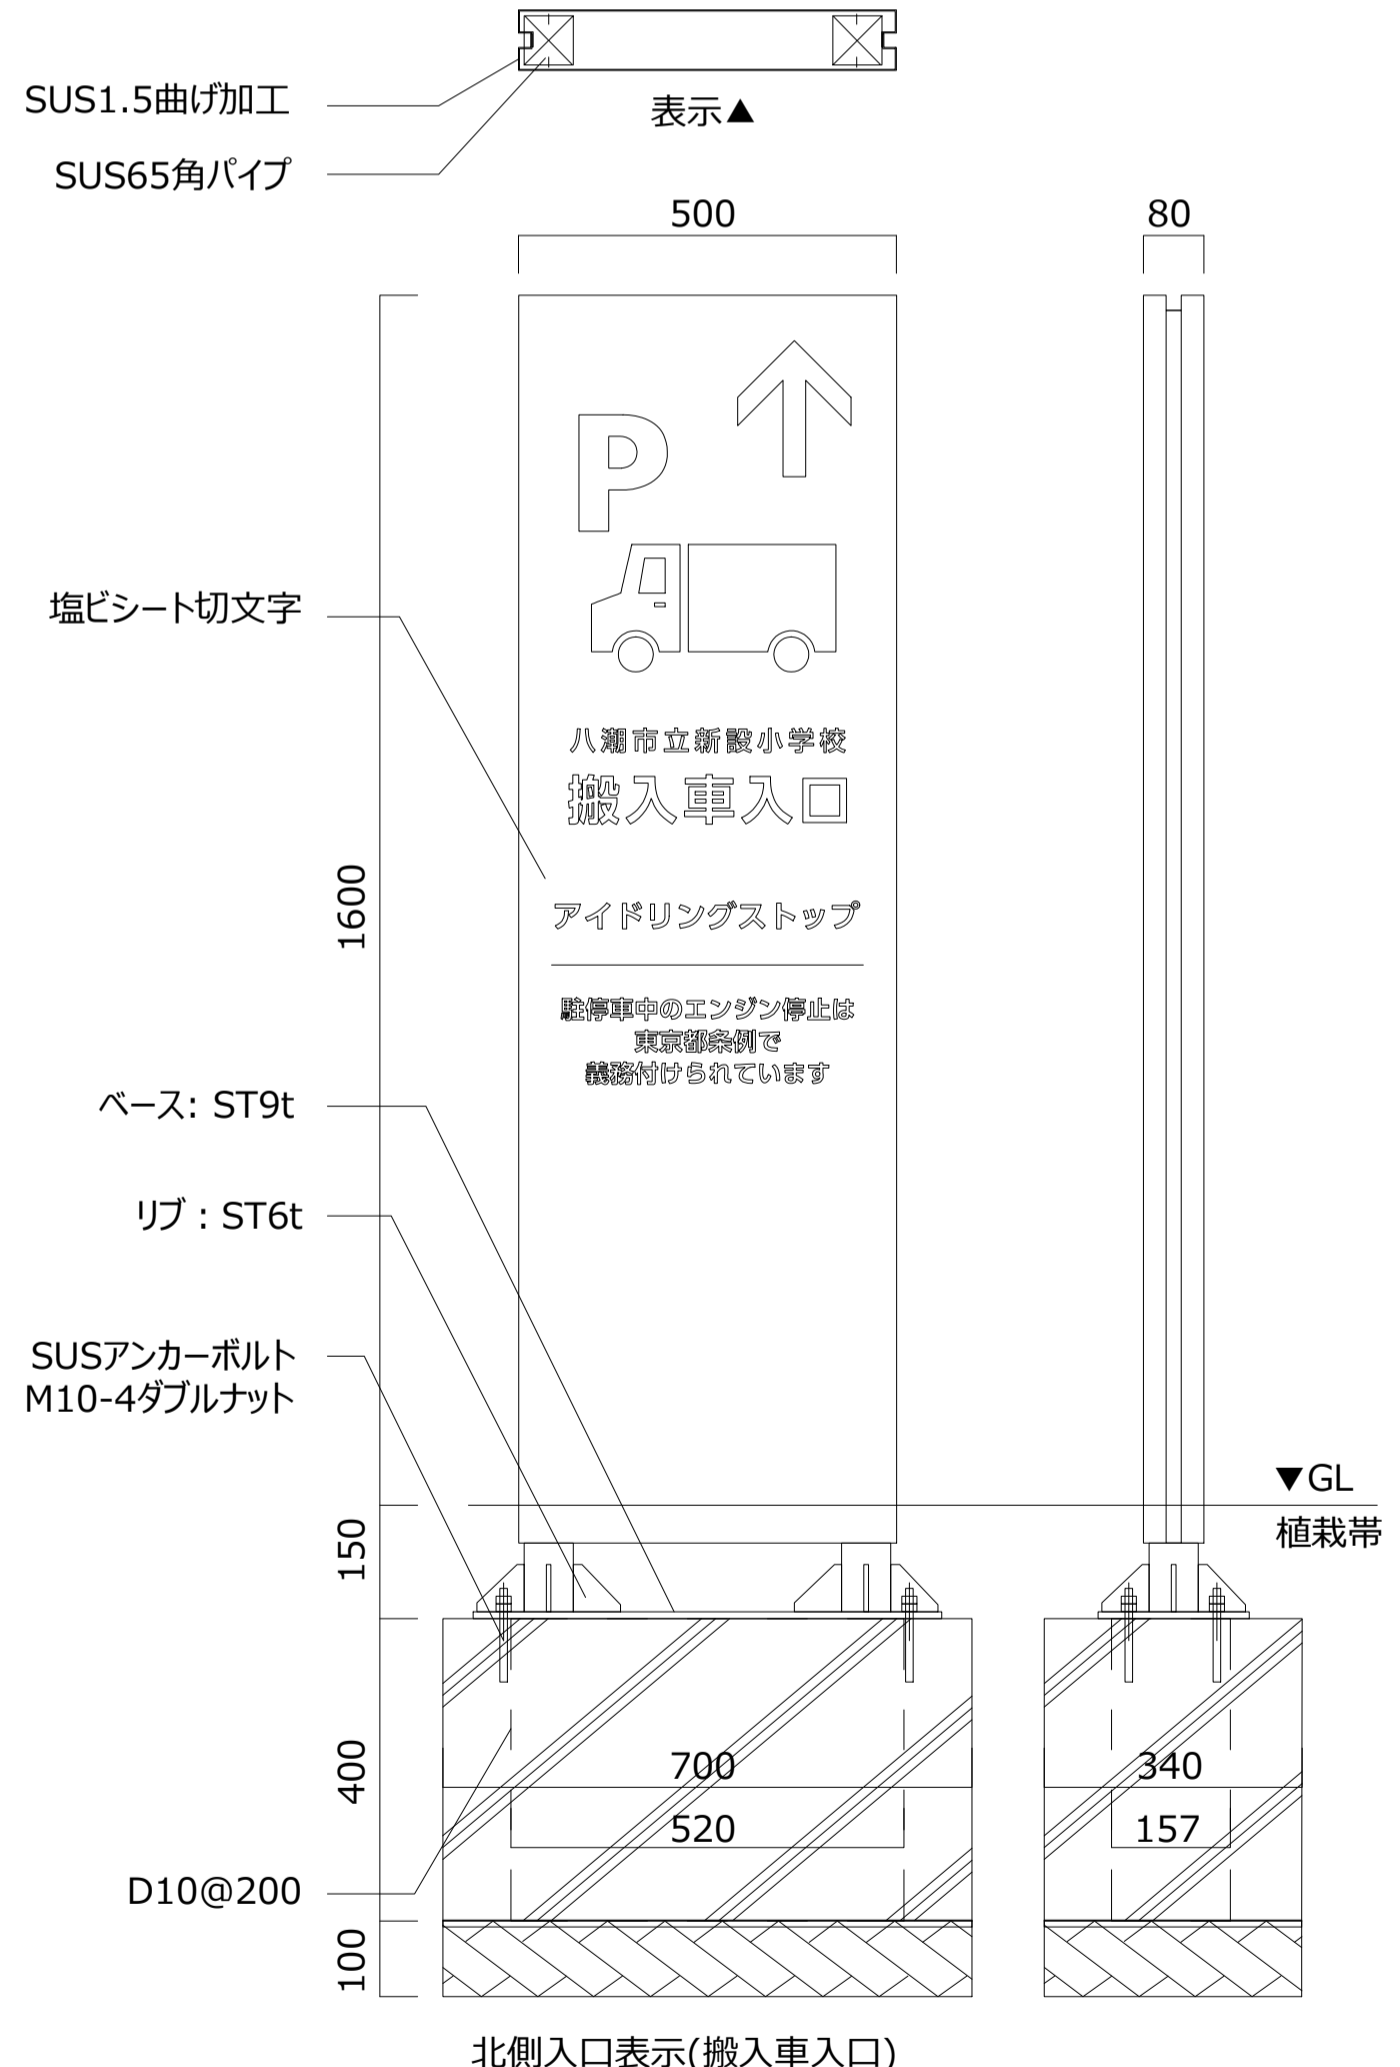 SUS1.5曲げ加工
表示▲
SUS65角パイプ
500
80
P
塩ビシート切文字
八潮市立新設小学校
搬入車入口
1600
アイドリングストップ
駐停車中のエンジン停止は
東京都条例で
義務付けられています
ベース: ST9t
リブ : ST6t
SUSアンカーボルト
M10-4ダブルナット
▼GL
植栽帯
150
400
700
340
520
157
D10@200
100
北側入口表示(搬入車入口)